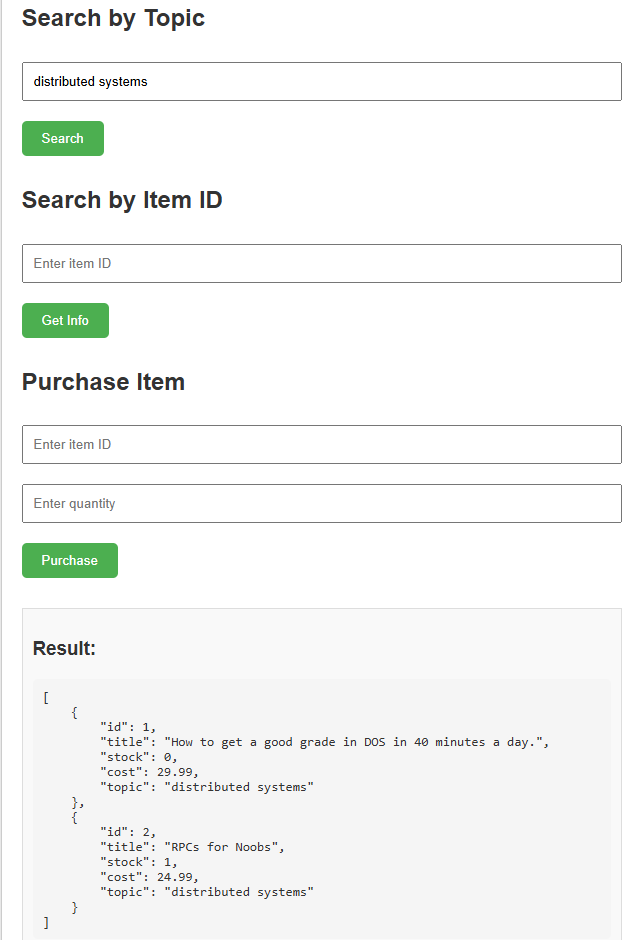 Search by Topic
distributed systems
Search
Search by Item ID
Enter item ID
Get Info
Purchase Item
Enter item ID
Enter quantity
Purchase
Result:
[
    {
        "id": 1,
        "title": "How to get a good grade in DOS in 40 minutes a day.",
        "stock": 0,
        "cost": 29.99,
        "topic": "distributed systems"
    },
    {
        "id": 2,
        "title": "RPCs for Noobs",
        "stock": 1,
        "cost": 24.99,
        "topic": "distributed systems"
    }
]